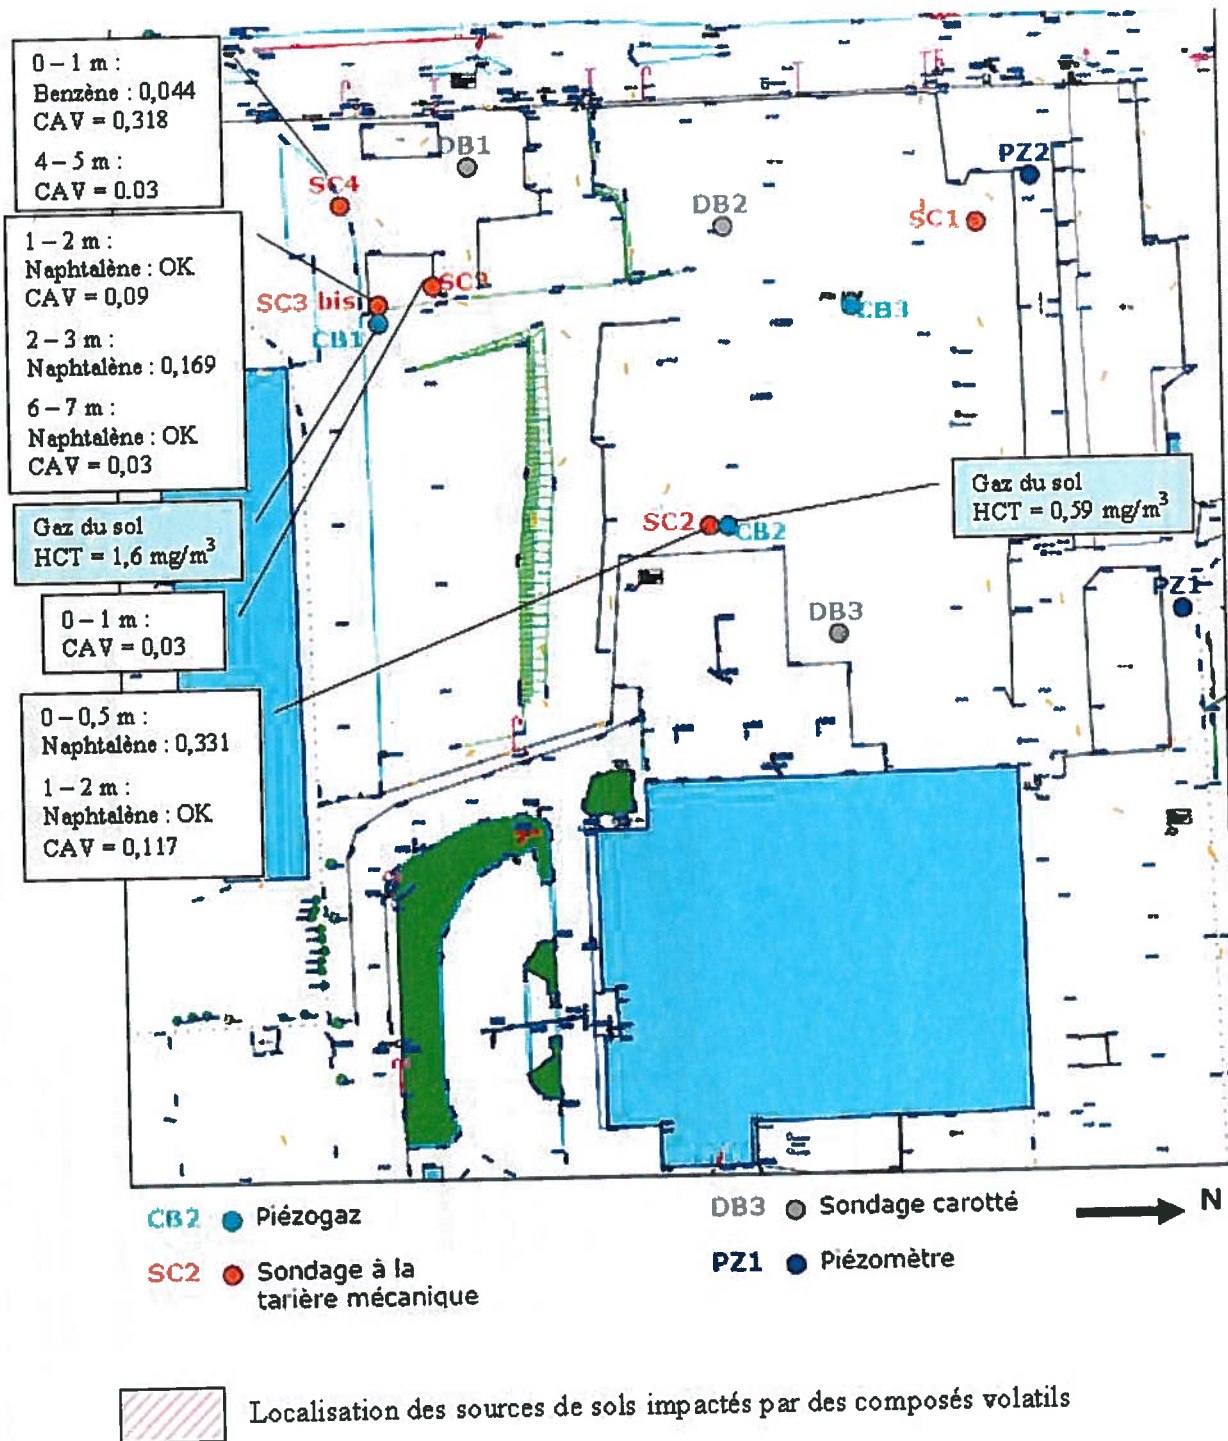 0 – 1 m :
Benzène : 0,044
CAV = 0,318
4 – 5 m :
CAV = 0.03
1 – 2 m :
Naphtalène : OK
CAV = 0,09
2 – 3 m :
Naphtalène : 0,169
6 – 7 m :
Naphtalène : OK
CAV = 0,03
Gaz du sol
HCT = 1,6 mg/m³
0 – 1 m :
CAV = 0,03
0 – 0,5 m :
Naphtalène : 0,331
1 – 2 m :
Naphtalène : OK
CAV = 0,117
DB1
SC4
SC3 bis
CB1
DB2
PZ2
SC1
CB3
Gaz du sol
HCT = 0,59 mg/m³
SC2
CB2
DB3
PZ1
CB2 Piézogaz
SC2 Sondage à la
tarière mécanique
DB3 Sondage carotté
PZ1 Piézomètre
N
Localisation des sources de sols impactés par des composés volatils